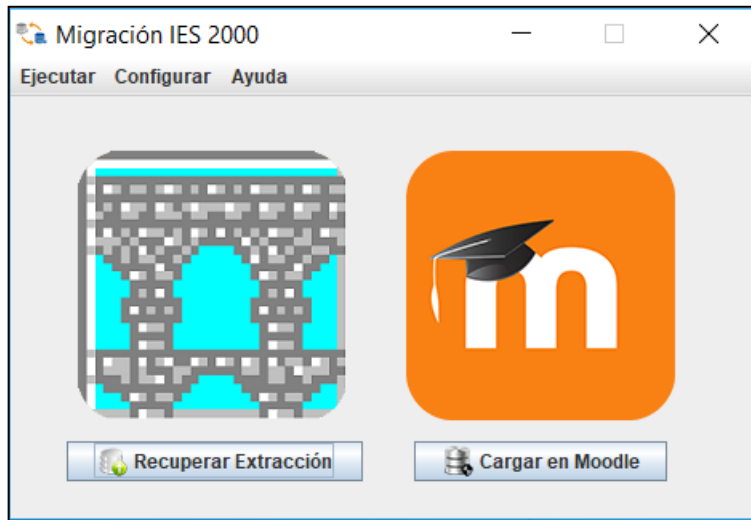 Migración IES 2000
Ejecutar Configurar Ayuda
m
Recuperar Extracción
Cargar en Moodle